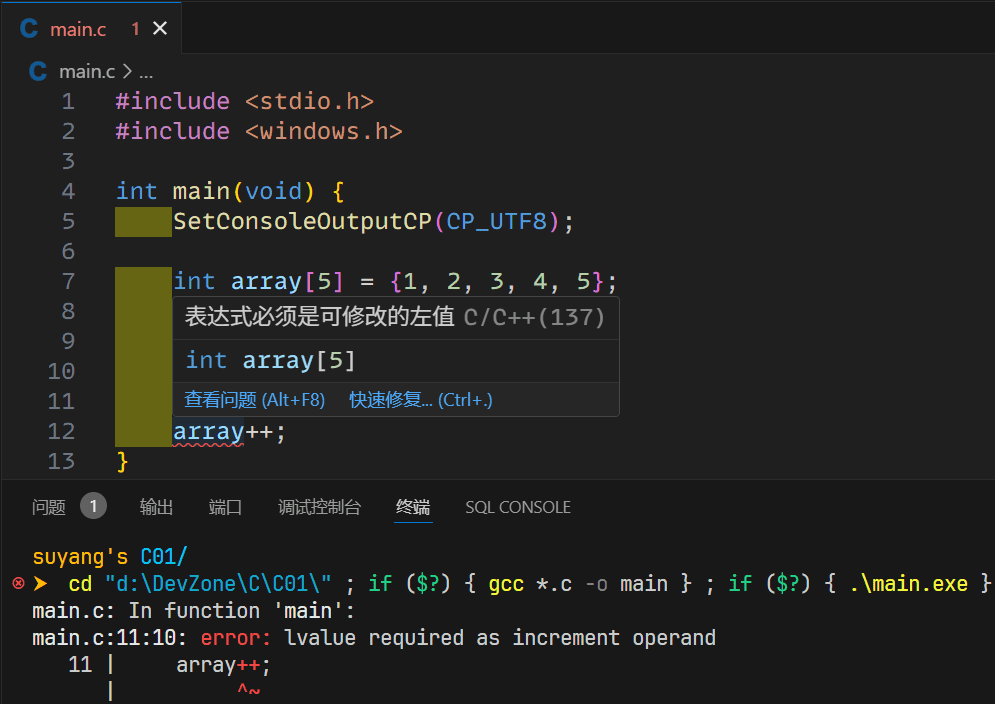 C main.c 1 ✕
C main.c > ...
1 #include <stdio.h>
2 #include <windows.h>
3
4 int main(void) {
5     SetConsoleOutputCP(CP_UTF8);
6
7     int array[5] = {1, 2, 3, 4, 5};
8 表达式必须是可修改的左值 C/C++(137)
9 int array[5]
10
11 查看问题 (Alt+F8) 快速修复... (Ctrl+.)
12     array++;
13 }
问题 1 输出 端口 调试控制台 终端 SQL CONSOLE
suyang's C01/
cd "d:\DevZone\C\C01\" ; if ($?) { gcc *.c -o main } ; if ($?) { .\main.exe }
main.c: In function 'main':
main.c:11:10: error: lvalue required as increment operand
   11 |     array++;
      |          ^~